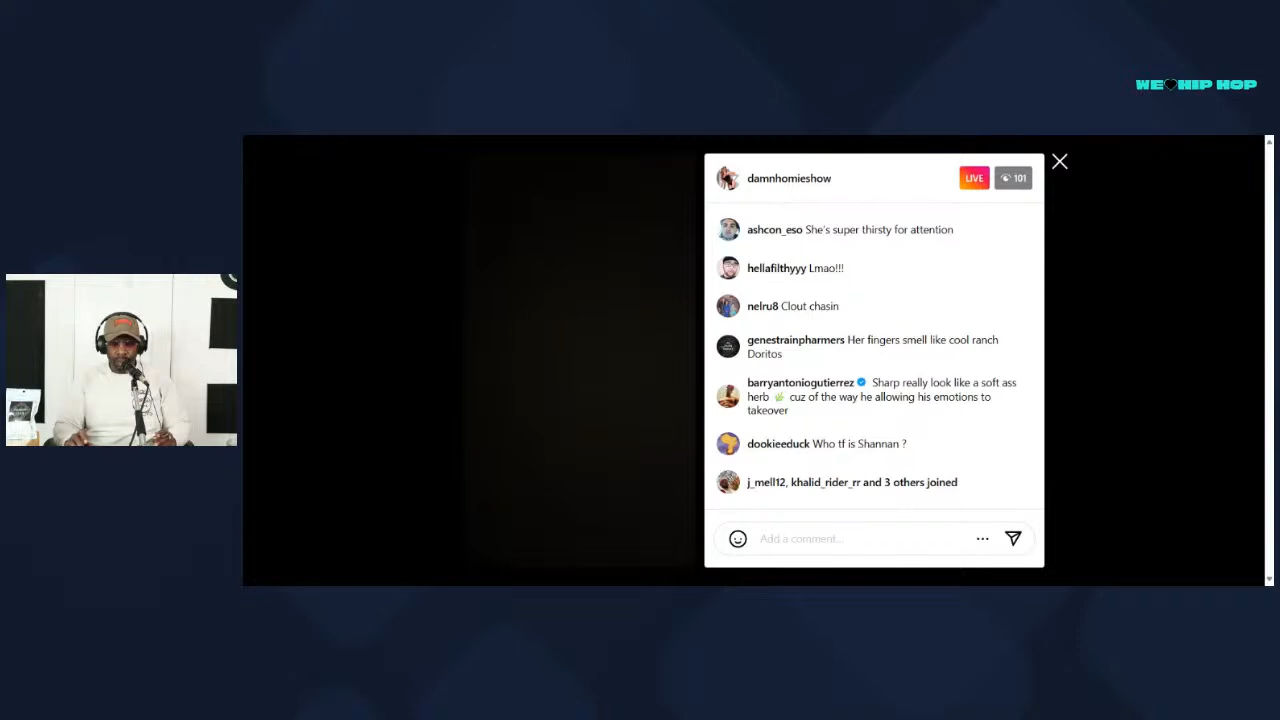 WE🖤HIP HOP
damnhomieshow
LIVE
101
ashcon_eso She's super thirsty for attention
hellafilthyyy Lmao!!!
nelru8 Clout chasin
genestrainpharmers Her fingers smell like cool ranch
Doritos
barryantoniogutierrez Sharp really look like a soft ass
herb 🌿 cuz of the way he allowing his emotions to
takeover
dookieeduck Who tf is Shannan ?
j_mell12, khalid_rider_rr and 3 others joined
Add a comment...